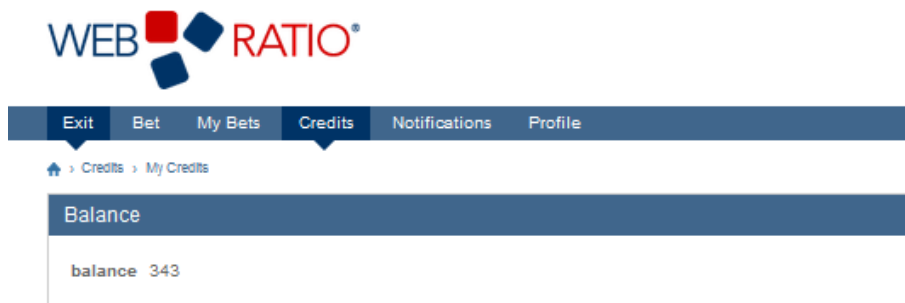 WEB RATIO®
Exit Bet My Bets Credits Notifications Profile
› Credits › My Credits
Balance
balance 343